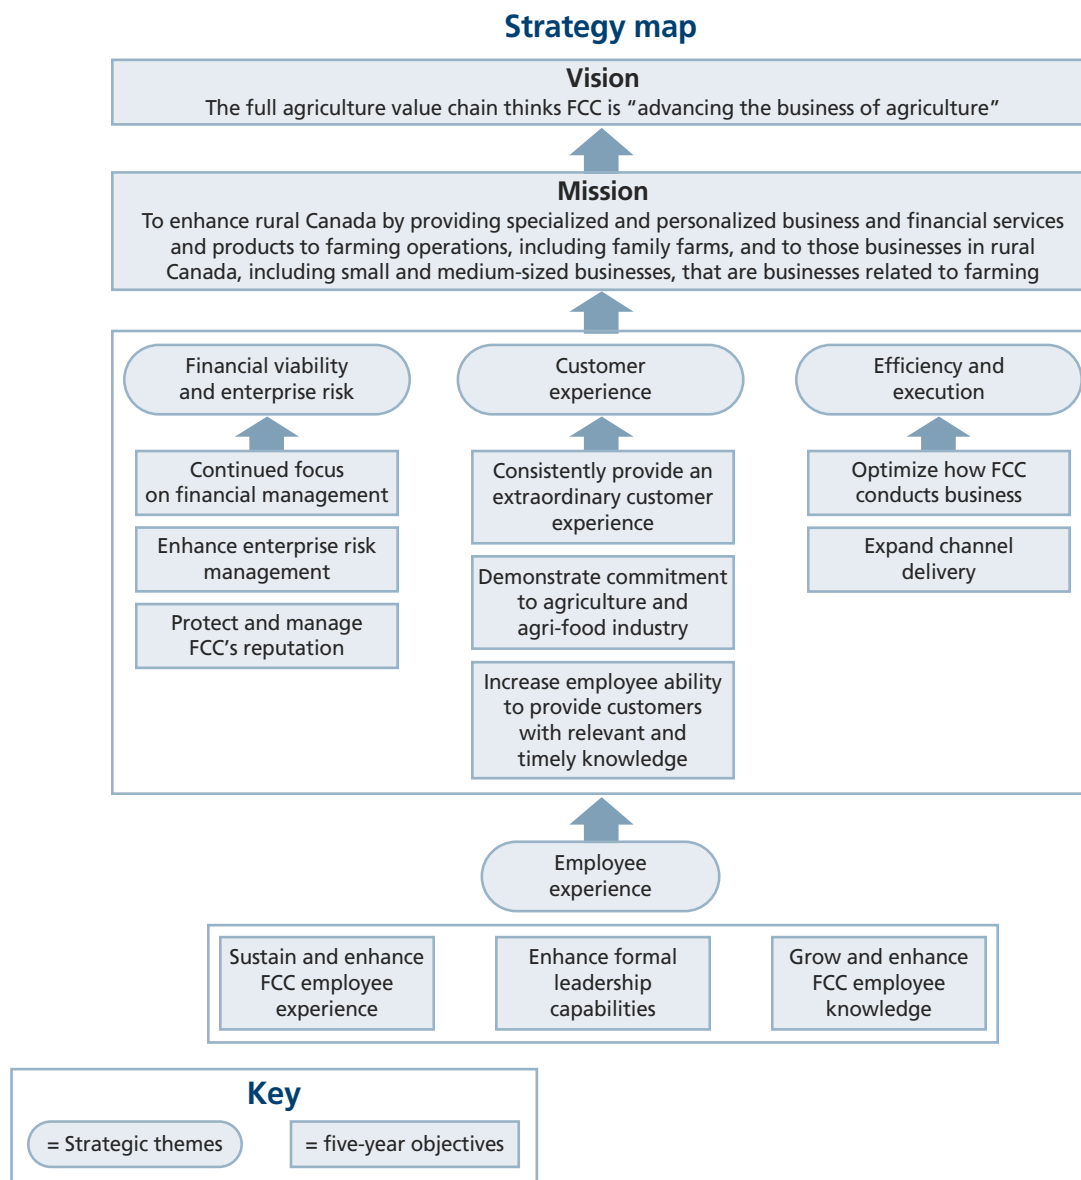 Strategy map
Vision
The full agriculture value chain thinks FCC is “advancing the business of agriculture”
Mission
To enhance rural Canada by providing specialized and personalized business and financial services
and products to farming operations, including family farms, and to those businesses in rural
Canada, including small and medium-sized businesses, that are businesses related to farming
Financial viability
and enterprise risk
Continued focus
on financial management
Enhance enterprise risk
management
Protect and manage
FCC’s reputation
Customer
experience
Consistently provide an
extraordinary customer
experience
Demonstrate commitment
to agriculture and
agri-food industry
Increase employee ability
to provide customers
with relevant and
timely knowledge
Efficiency and
execution
Optimize how FCC
conducts business
Expand channel
delivery
Employee
experience
Sustain and enhance
FCC employee
experience
Enhance formal
leadership
capabilities
Grow and enhance
FCC employee
knowledge
Key
= Strategic themes
= five-year objectives